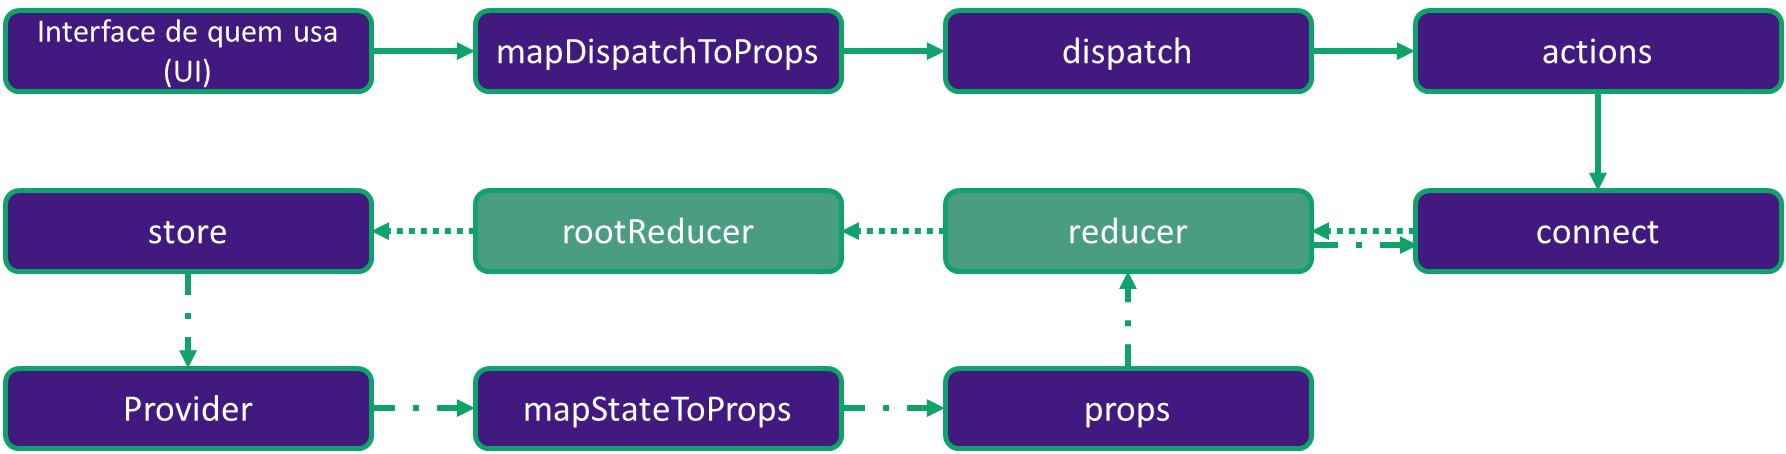 Interface de quem usa
(UI)
mapDispatchToProps
dispatch
actions
store
rootReducer
reducer
connect
Provider
mapStateToProps
props